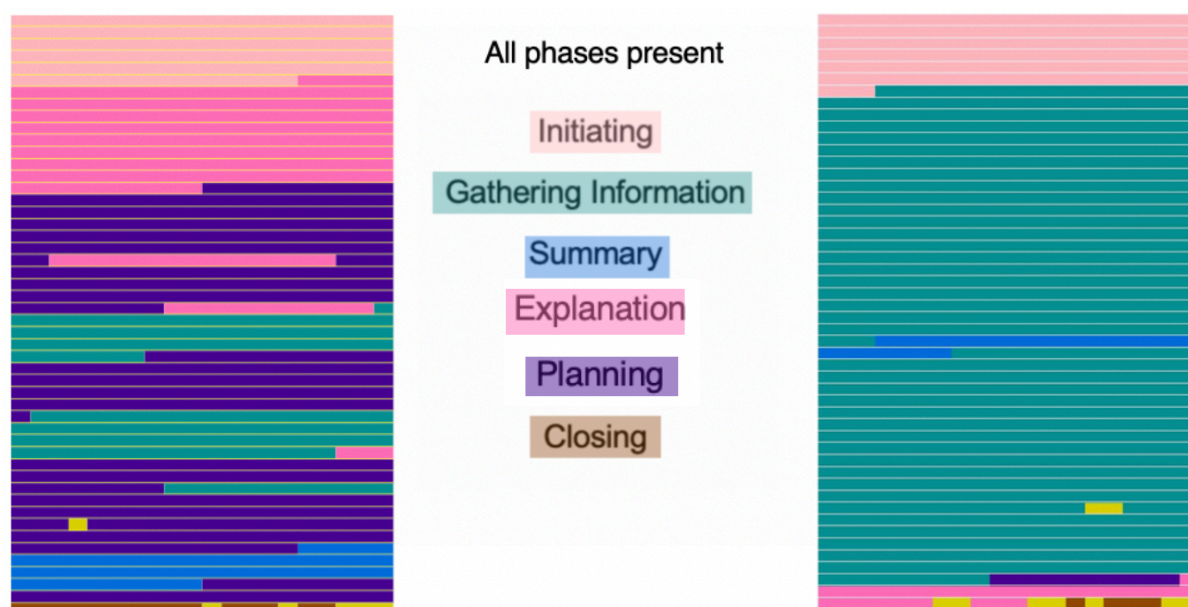 All phases present
Initiating
Gathering Information
Summary
Explanation
Planning
Closing